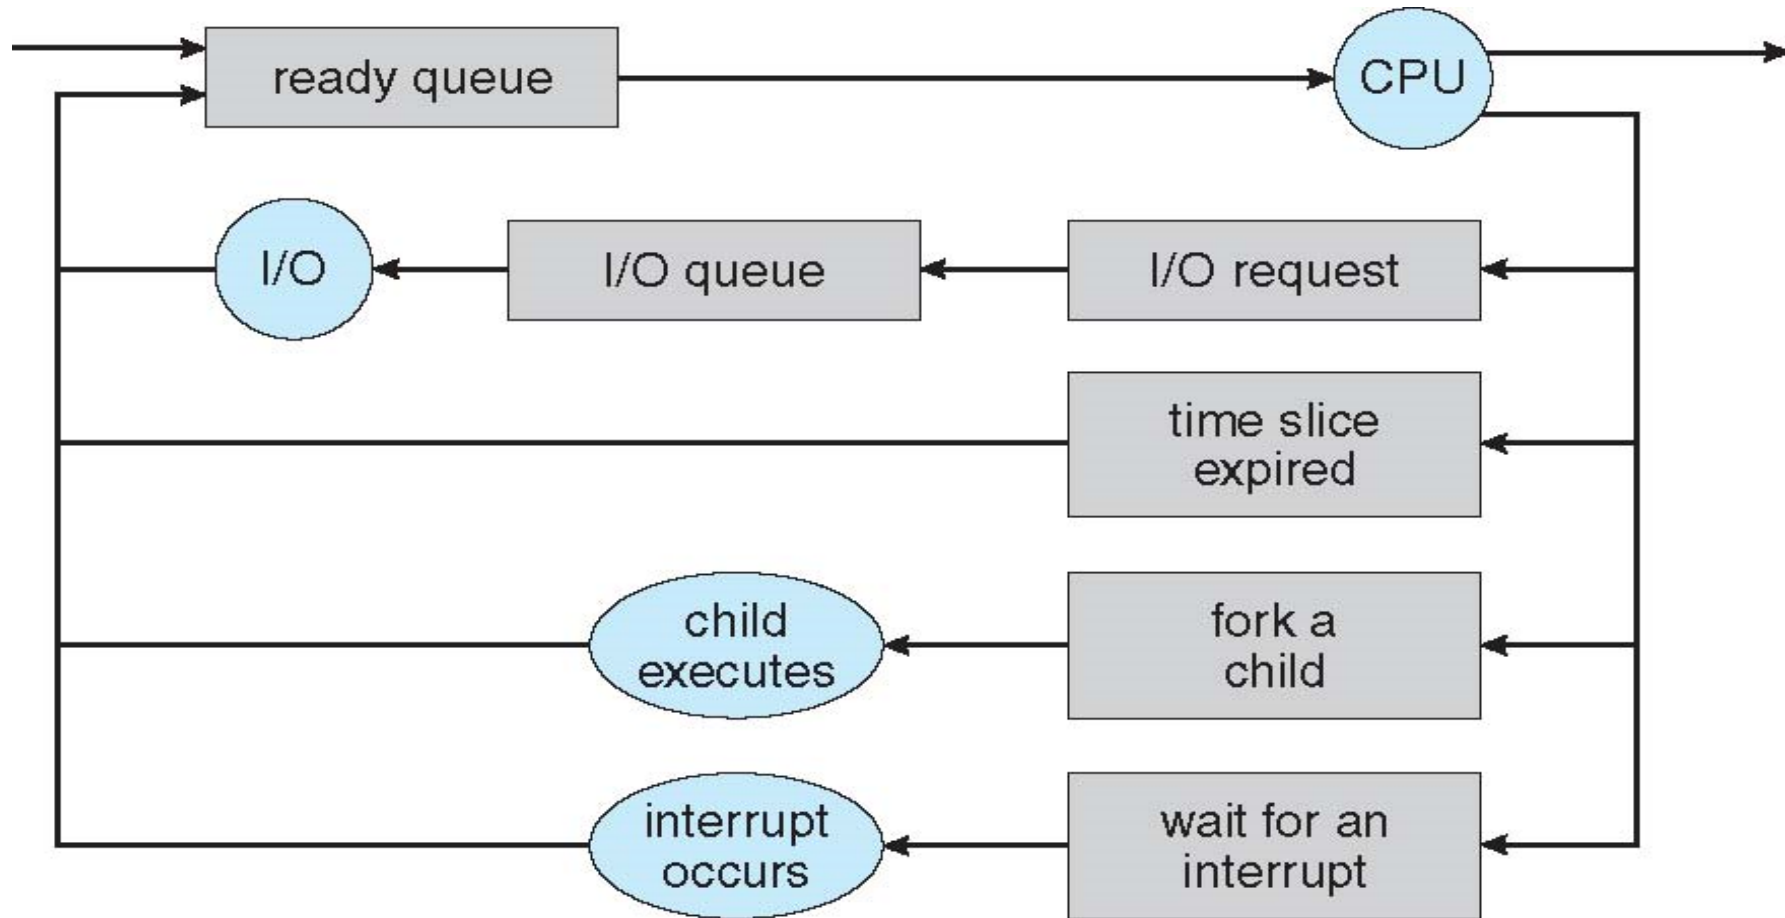 ready queue
CPU
I/O
I/O queue
I/O request
time slice
expired
child
executes
fork a
child
interrupt
occurs
wait for an
interrupt